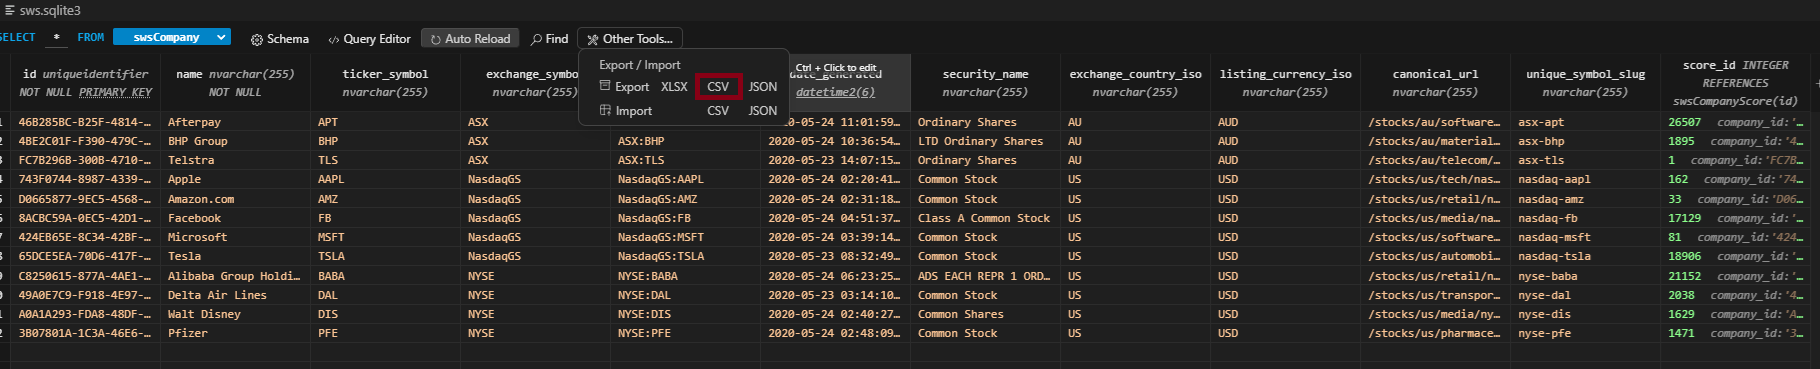 sws.sqlite3
SELECT * FROM swsCompany Schema Query Editor Auto Reload Find Other Tools...
Export / Import
Export XLSX CSV JSON
Import CSV JSON
Ctrl + Click to edit
id uniqueidentifier NOT NULL PRIMARY KEY
name nvarchar(255) NOT NULL
ticker_symbol nvarchar(255)
exchange_symbo
date_generated datetime2(6)
security_name nvarchar(255)
exchange_country_iso nvarchar(255)
listing_currency_iso nvarchar(255)
canonical_url nvarchar(255)
unique_symbol_slug nvarchar(255)
score_id INTEGER REFERENCES swsCompanyScore(id)
46B285BC-B25F-4814-… Afterpay APT ASX 2020-05-24 11:01:59… Ordinary Shares AU AUD /stocks/au/software… asx-apt 26507 company_id:'…
4BE2C01F-F390-479C-… BHP Group BHP ASX ASX:BHP 2020-05-24 10:36:54… LTD Ordinary Shares AU AUD /stocks/au/material… asx-bhp 1895 company_id:'4…
FC7B296B-300B-4710-… Telstra TLS ASX ASX:TLS 2020-05-23 14:07:15… Ordinary Shares AU AUD /stocks/au/telecom/… asx-tls 1 company_id:'FC7B…
743F0744-8987-4339-… Apple AAPL NasdaqGS NasdaqGS:AAPL 2020-05-24 02:20:41… Common Stock US USD /stocks/us/tech/nas… nasdaq-aapl 162 company_id:'74…
D0665877-9EC5-4568-… Amazon.com AMZ NasdaqGS NasdaqGS:AMZ 2020-05-24 02:31:18… Common Stock US USD /stocks/us/retail/n… nasdaq-amz 33 company_id:'D06…
8ACBC59A-0EC5-42D1-… Facebook FB NasdaqGS NasdaqGS:FB 2020-05-24 04:51:37… Class A Common Stock US USD /stocks/us/media/na… nasdaq-fb 17129 company_id:'…
424EB65E-8C34-42BF-… Microsoft MSFT NasdaqGS NasdaqGS:MSFT 2020-05-24 03:39:14… Common Stock US USD /stocks/us/software… nasdaq-msft 81 company_id:'424…
65DCE5EA-70D6-417F-… Tesla TSLA NasdaqGS NasdaqGS:TSLA 2020-05-23 08:32:49… Common Stock US USD /stocks/us/automobi… nasdaq-tsla 18906 company_id:'…
C8250615-877A-4AE1-… Alibaba Group Holdi… BABA NYSE NYSE:BABA 2020-05-24 06:23:25… ADS EACH REPR 1 ORD… US USD /stocks/us/retail/n… nyse-baba 21152 company_id:'…
49A0E7C9-F918-4E97-… Delta Air Lines DAL NYSE NYSE:DAL 2020-05-23 03:14:10… Common Stock US USD /stocks/us/transpor… nyse-dal 2038 company_id:'4…
A0A1A293-FDA8-48DF-… Walt Disney DIS NYSE NYSE:DIS 2020-05-24 02:40:27… Common Shares US USD /stocks/us/media/ny… nyse-dis 1629 company_id:'A…
3B07801A-1C3A-46E6-… Pfizer PFE NYSE NYSE:PFE 2020-05-24 02:48:09… Common Stock US USD /stocks/us/pharmace… nyse-pfe 1471 company_id:'3…